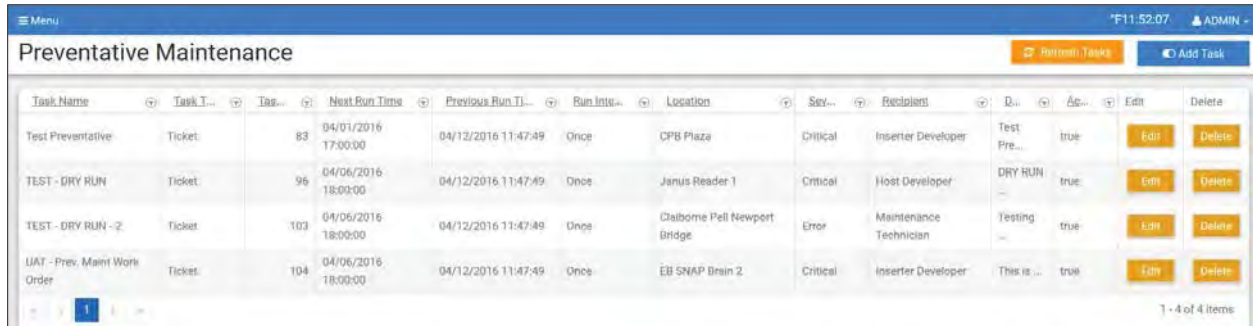 Menu °F11:52:07 ADMIN
Preventative Maintenance Refresh Tasks Add Task
Task Name Task T... Tas... Next Run Time Previous Run Ti... Run Inte... Location Sev... Recipient D... Ac... Edit Delete
Test Preventative Ticket 83 04/01/2016 17:00:00 04/12/2016 11:47:49 Once CPB Plaza Critical Inserter Developer Test Pre... true Edit Delete
TEST - DRY RUN Ticket 96 04/06/2016 18:00:00 04/12/2016 11:47:49 Once Janus Reader 1 Critical Host Developer DRY RUN ... true Edit Delete
TEST - DRY RUN - 2 Ticket 103 04/06/2016 18:00:00 04/12/2016 11:47:49 Once Claiborne Pell Newport Bridge Error Maintenance Technician Testing ... true Edit Delete
UAT - Prev. Maint Work Order Ticket 104 04/06/2016 18:00:00 04/12/2016 11:47:49 Once EB SNAP Brain 2 Critical Inserter Developer This is ... true Edit Delete
1 1 - 4 of 4 items